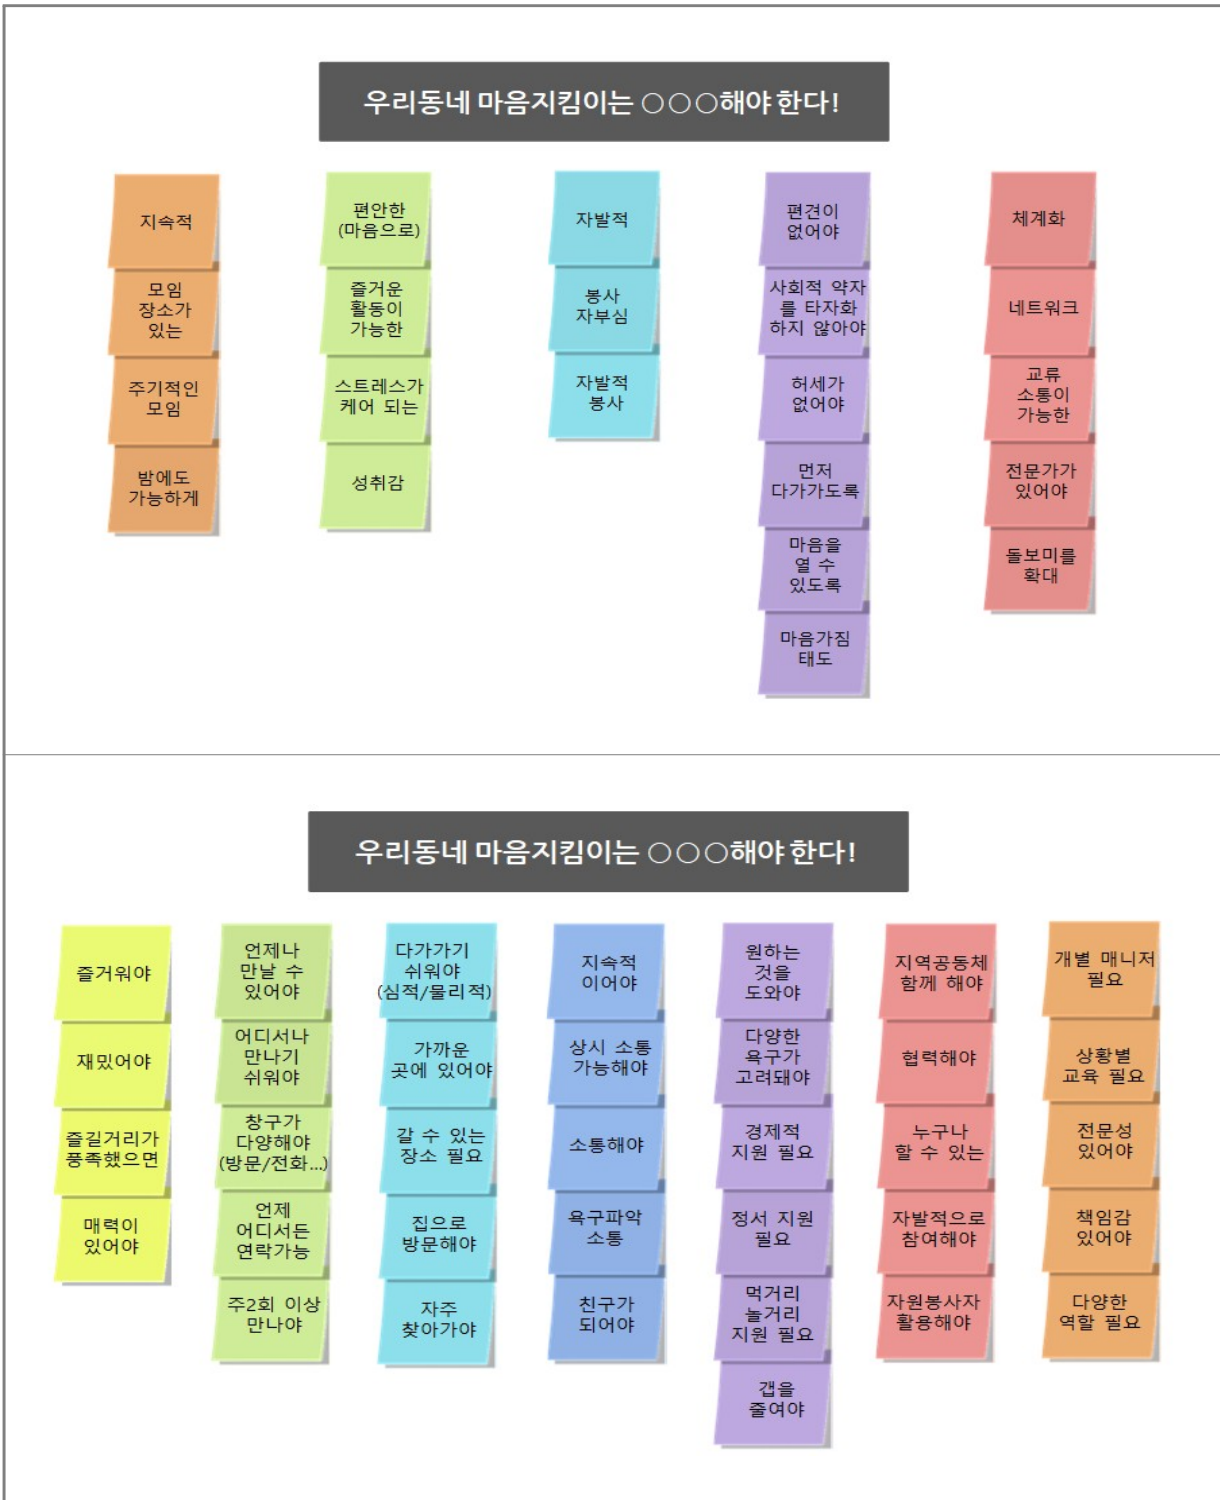 우리동네 마음지킴이는 ○○○해야 한다!
지속적
모임
장소가
있는
주기적인
모임
밤에도
가능하게
편안한
(마음으로)
즐거운
활동이
가능한
스트레스가
케어 되는
성취감
자발적
봉사
자부심
자발적
봉사
편견이
없어야
사회적 약자
를 타자화
하지 않아야
허세가
없어야
먼저
다가가도록
마음을
열 수
있도록
마음가짐
태도
체계화
네트워크
교류
소통이
가능한
전문가가
있어야
돌보미를
확대
우리동네 마음지킴이는 ○○○해야 한다!
즐거워야
재밌어야
즐길거리가
풍족했으면
매력이
있어야
언제나
만날 수
있어야
어디서나
만나기
쉬워야
창구가
다양해야
(방문/전화...)
언제
어디서든
연락가능
주2회 이상
만나야
다가가기
쉬워야
(심적/물리적)
가까운
곳에 있어야
갈 수 있는
장소 필요
집으로
방문해야
자주
찾아가야
지속적
이어야
상시 소통
가능해야
소통해야
욕구파악
소통
친구가
되어야
원하는
것을
도와야
다양한
욕구가
고려돼야
경제적
지원 필요
정서 지원
필요
먹거리
놀거리
지원 필요
갭을
줄여야
지역공동체
함께 해야
협력해야
누구나
할 수 있는
자발적으로
참여해야
자원봉사자
활용해야
개별 매니저
필요
상황별
교육 필요
전문성
있어야
책임감
있어야
다양한
역할 필요